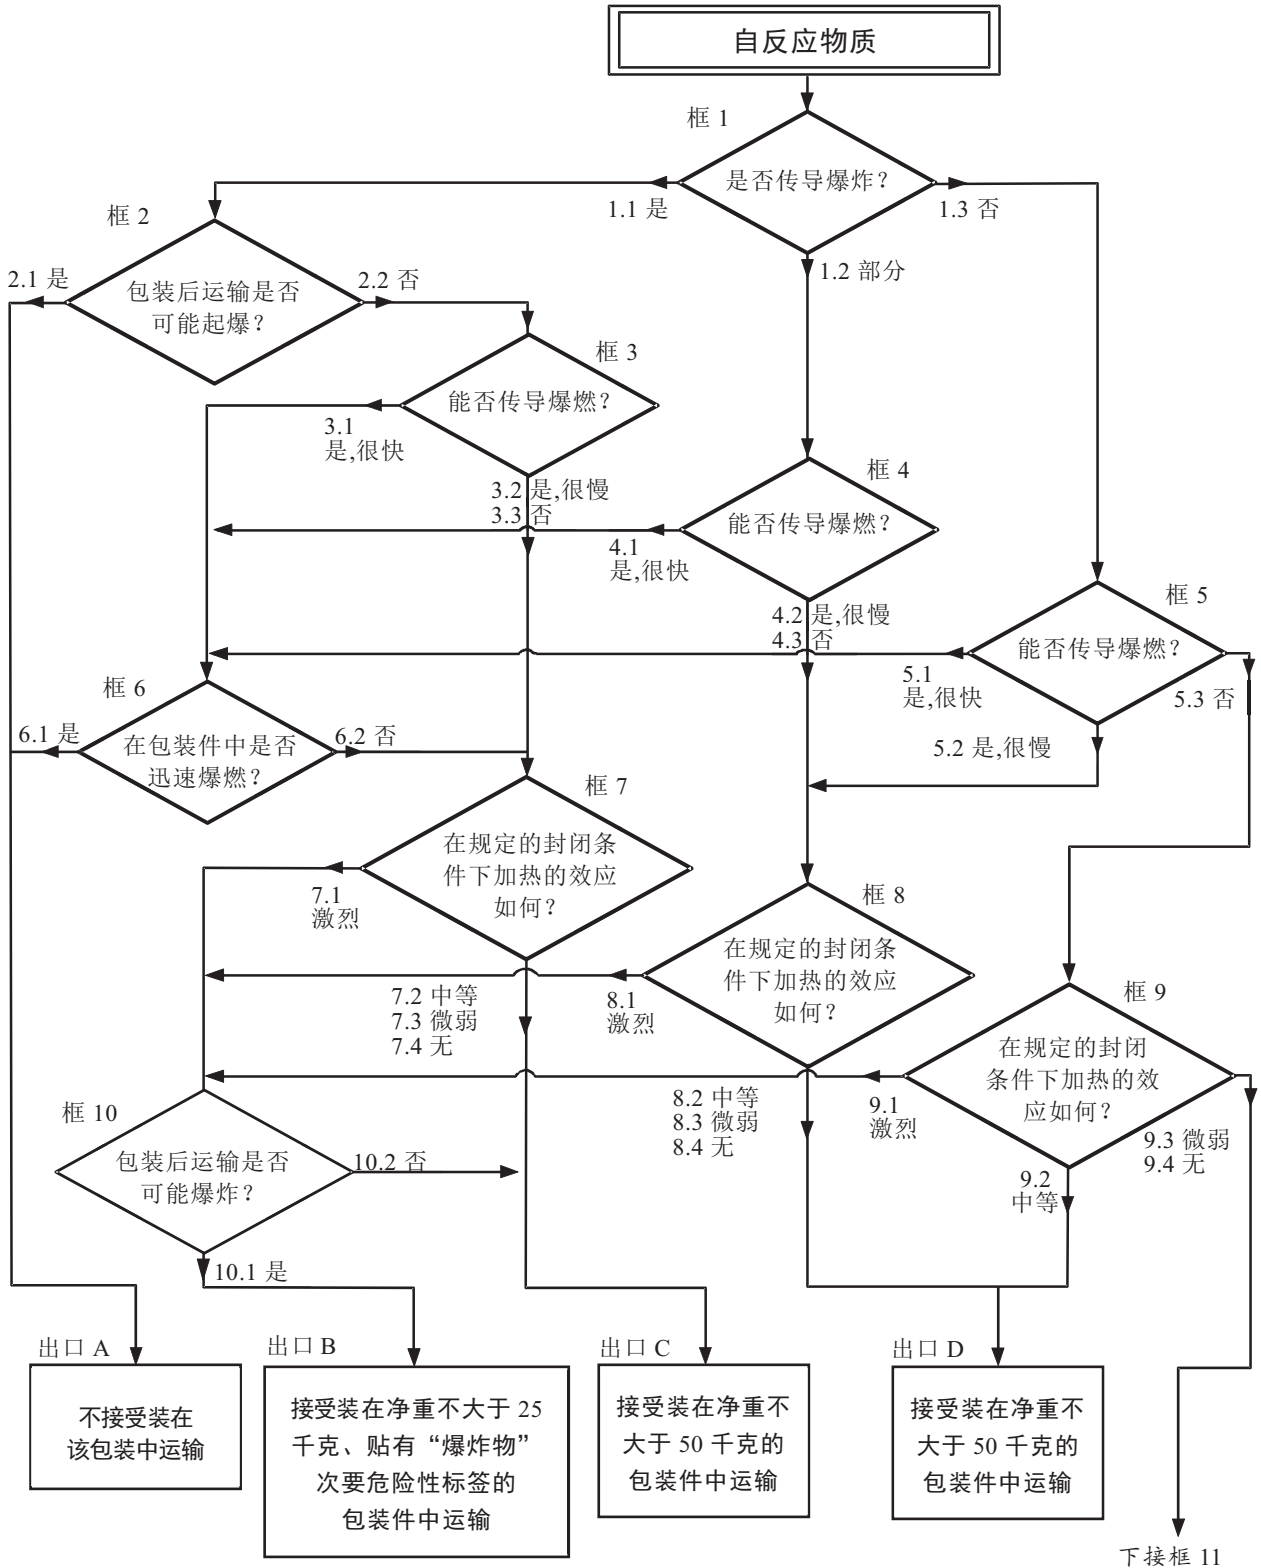 自反应物质
框 1
是否传导爆炸？
1.1 是
1.3 否
1.2 部分
框 2
2.1 是
2.2 否
包装后运输是否
可能起爆？
框 3
能否传导爆燃？
3.1
是,很快
3.2 是,很慢
3.3 否
框 4
能否传导爆燃？
4.1
是,很快
4.2 是,很慢
4.3 否
框 5
能否传导爆燃？
5.1
是,很快
5.3 否
5.2 是,很慢
框 6
6.1 是
6.2 否
在包装件中是否
迅速爆燃？
框 7
在规定的封闭条
件下加热的效应
如何？
7.1
激烈
7.2 中等
7.3 微弱
7.4 无
框 8
在规定的封闭条
件下加热的效应
如何？
8.1
激烈
8.2 中等
8.3 微弱
8.4 无
框 9
在规定的封闭
条件下加热的效
应如何？
9.1
激烈
9.2
中等
9.3 微弱
9.4 无
框 10
包装后运输是否
可能爆炸？
10.2 否
10.1 是
出口 A
不接受装在
该包装中运输
出口 B
接受装在净重不大于 25
千克、贴有“爆炸物”
次要危险性标签的
包装件中运输
出口 C
接受装在净重不
大于 50 千克的
包装件中运输
出口 D
接受装在净重不
大于 50 千克的
包装件中运输
下接框 11